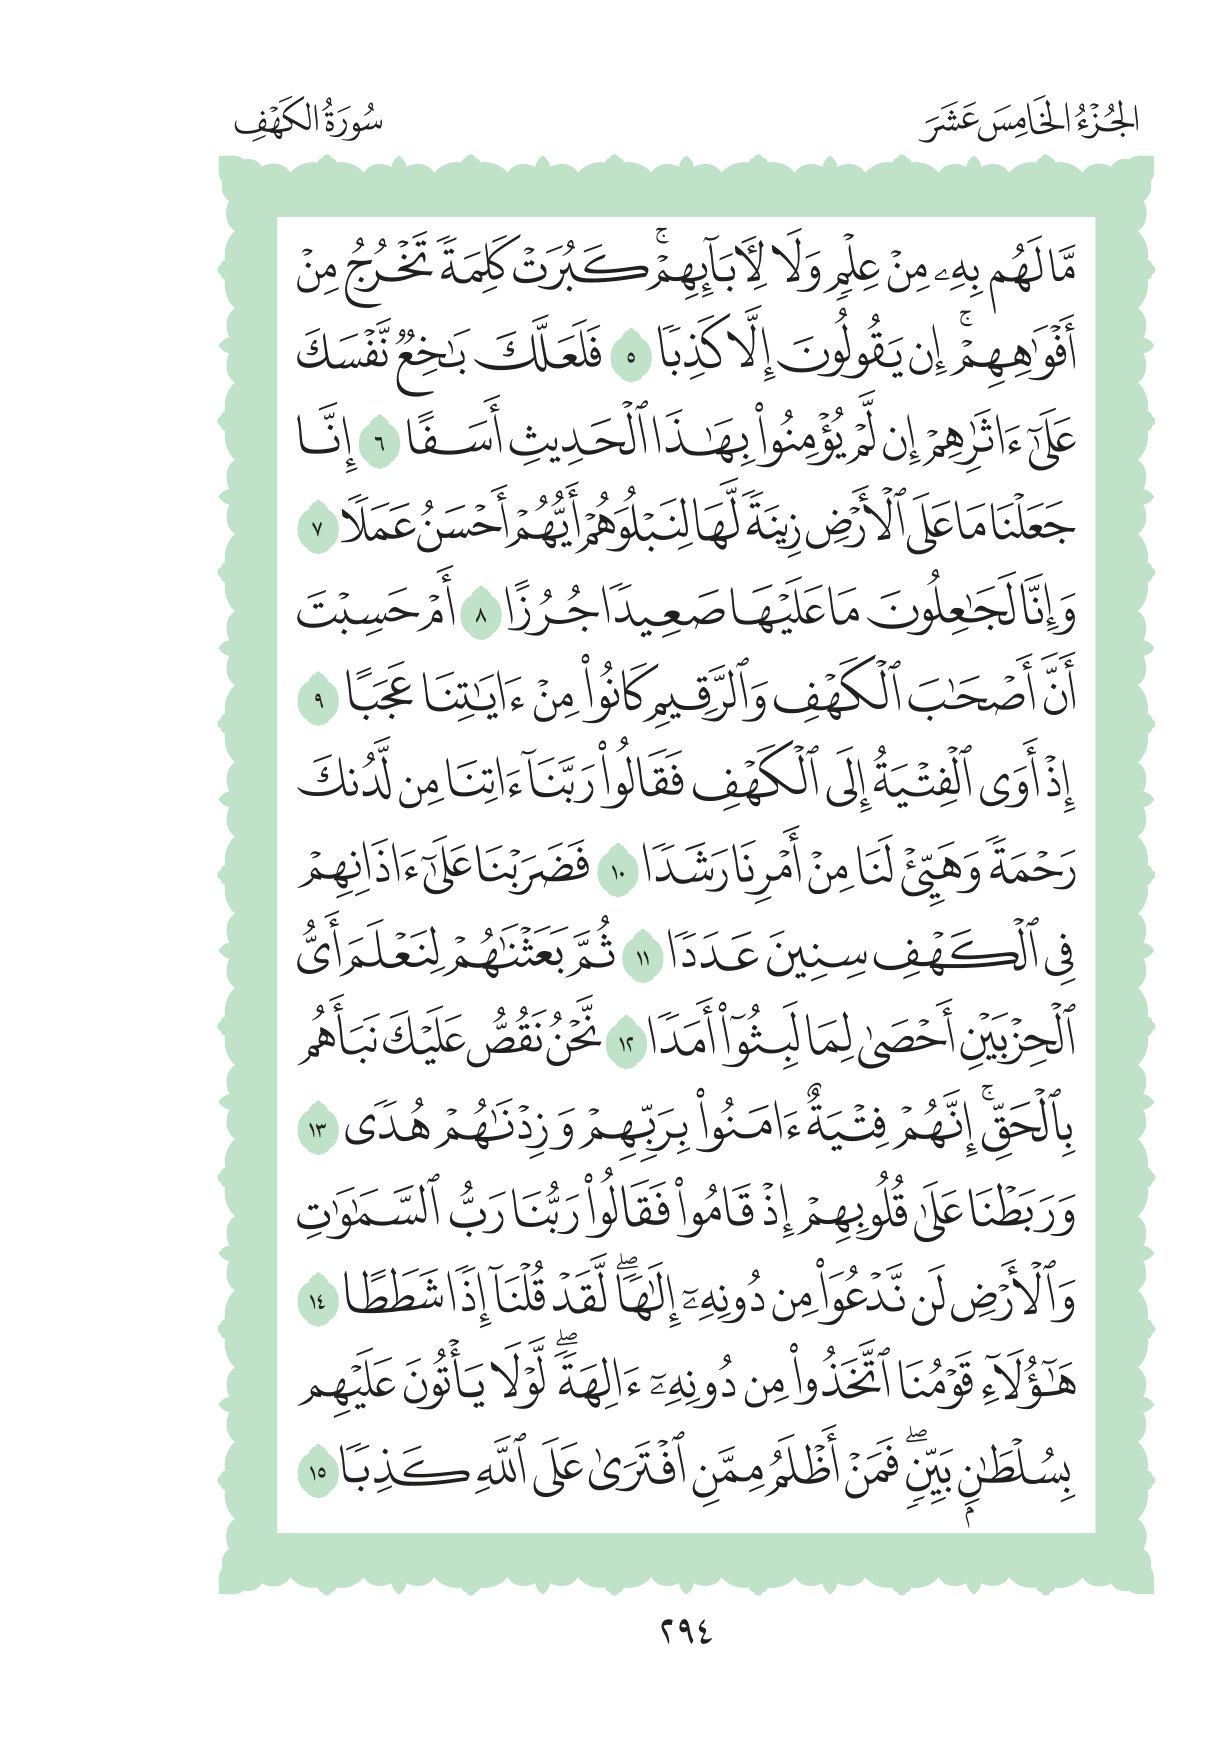 الجُزْءُ الخَامِسَ عَشَرَ
سُورَةُ الكَهْفِ
مَّا لَهُم بِهِۦ مِنْ عِلْمٍۢ وَلَا لِـَٔابَآئِهِمْ ۚ كَبُرَتْ كَلِمَةًۭ تَخْرُجُ مِنْ
أَفْوَٰهِهِمْ ۚ إِن يَقُولُونَ إِلَّا كَذِبًۭا ٥ فَلَعَلَّكَ بَـٰخِعٌۭ نَّفْسَكَ
عَلَىٰٓ ءَاثَـٰرِهِمْ إِن لَّمْ يُؤْمِنُوا۟ بِهَـٰذَا ٱلْحَدِيثِ أَسَفًا ٦ إِنَّا
جَعَلْنَا مَا عَلَى ٱلْأَرْضِ زِينَةًۭ لَّهَا لِنَبْلُوَهُمْ أَيُّهُمْ أَحْسَنُ عَمَلًۭا ٧
وَإِنَّا لَجَـٰعِلُونَ مَا عَلَيْهَا صَعِيدًۭا جُرُزًا ٨ أَمْ حَسِبْتَ
أَنَّ أَصْحَـٰبَ ٱلْكَهْفِ وَٱلرَّقِيمِ كَانُوا۟ مِنْ ءَايَـٰتِنَا عَجَبًا ٩
إِذْ أَوَى ٱلْفِتْيَةُ إِلَى ٱلْكَهْفِ فَقَالُوا۟ رَبَّنَآ ءَاتِنَا مِن لَّدُنكَ
رَحْمَةًۭ وَهَيِّئْ لَنَا مِنْ أَمْرِنَا رَشَدًۭا ١٠ فَضَرَبْنَا عَلَىٰٓ ءَاذَانِهِمْ
فِى ٱلْكَهْفِ سِنِينَ عَدَدًۭا ١١ ثُمَّ بَعَثْنَـٰهُمْ لِنَعْلَمَ أَىُّ
ٱلْحِزْبَيْنِ أَحْصَىٰ لِمَا لَبِثُوٓا۟ أَمَدًۭا ١٢ نَّحْنُ نَقُصُّ عَلَيْكَ نَبَأَهُم
بِٱلْحَقِّ ۚ إِنَّهُمْ فِتْيَةٌ ءَامَنُوا۟ بِرَبِّهِمْ وَزِدْنَـٰهُمْ هُدًۭى ١٣
وَرَبَطْنَا عَلَىٰ قُلُوبِهِمْ إِذْ قَامُوا۟ فَقَالُوا۟ رَبُّنَا رَبُّ ٱلسَّمَـٰوَٰتِ
وَٱلْأَرْضِ لَن نَّدْعُوَا۟ مِن دُونِهِۦٓ إِلَـٰهًۭا ۖ لَّقَدْ قُلْنَآ إِذًۭا شَطَطًا ١٤
هَـٰٓؤُلَآءِ قَوْمُنَا ٱتَّخَذُوا۟ مِن دُونِهِۦٓ ءَالِهَةًۭ ۖ لَّوْلَا يَأْتُونَ عَلَيْهِم
بِسُلْطَـٰنٍۭ بَيِّنٍۢ ۖ فَمَنْ أَظْلَمُ مِمَّنِ ٱفْتَرَىٰ عَلَى ٱللَّهِ كَذِبًۭا ١٥
٢٩٤